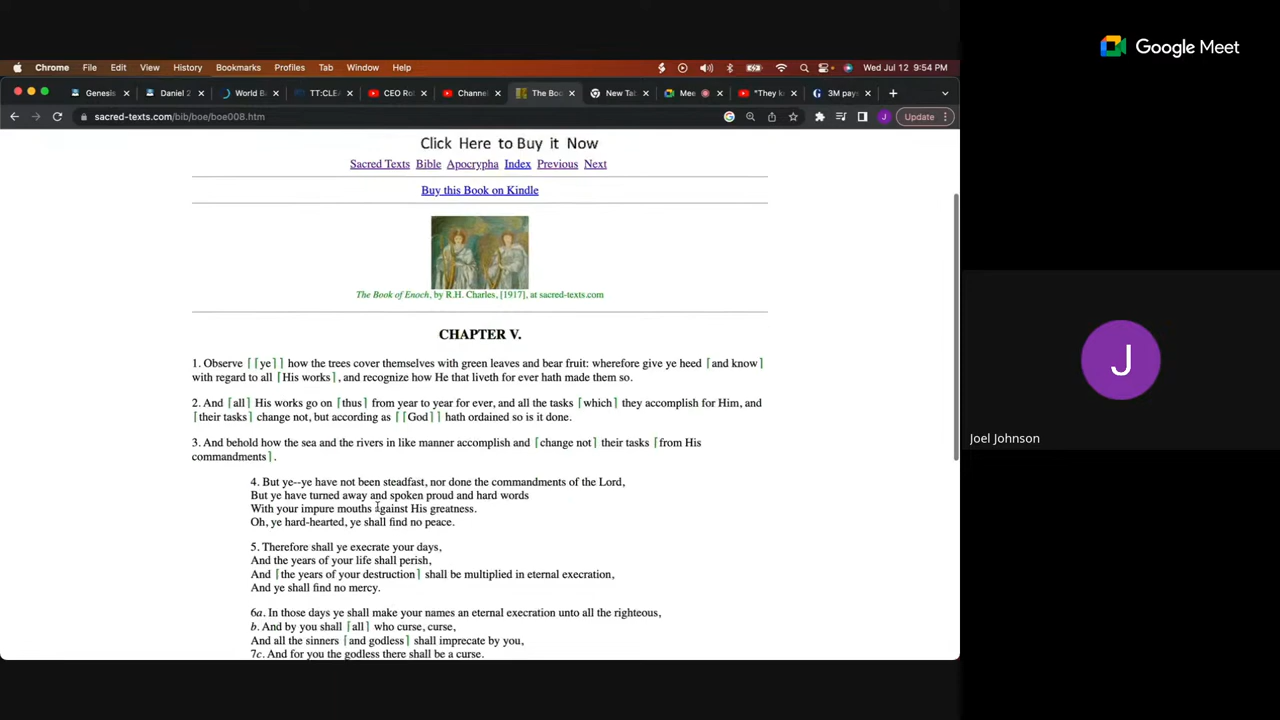 Google Meet
Chrome File Edit View History Bookmarks Profiles Tab Window Help Wed Jul 12 9:54 PM
Genesis Daniel 2 World B TT:CLEA CEO Ro Channel The Boo New Tab Mee "They k 3M pays
sacred-texts.com/bib/boe/boe008.htm J Update
Click Here to Buy it Now
Sacred Texts Bible Apocrypha Index Previous Next
Buy this Book on Kindle
The Book of Enoch, by R.H. Charles, [1917], at sacred-texts.com
CHAPTER V.
1. Observe ⌈⌈ye⌉⌉ how the trees cover themselves with green leaves and bear fruit: wherefore give ye heed ⌈and know⌉
with regard to all ⌈His works⌉, and recognize how He that liveth for ever hath made them so.
2. And ⌈all⌉ His works go on ⌈thus⌉ from year to year for ever, and all the tasks ⌈which⌉ they accomplish for Him, and
⌈their tasks⌉ change not, but according as ⌈⌈God⌉⌉ hath ordained so is it done.
3. And behold how the sea and the rivers in like manner accomplish and ⌈change not⌉ their tasks ⌈from His
commandments⌉.
4. But ye--ye have not been steadfast, nor done the commandments of the Lord,
But ye have turned away and spoken proud and hard words
With your impure mouths against His greatness.
Oh, ye hard-hearted, ye shall find no peace.
5. Therefore shall ye execrate your days,
And the years of your life shall perish,
And ⌈the years of your destruction⌉ shall be multiplied in eternal execration,
And ye shall find no mercy.
6a. In those days ye shall make your names an eternal execration unto all the righteous,
b. And by you shall ⌈all⌉ who curse, curse,
And all the sinners ⌈and godless⌉ shall imprecate by you,
7c. And for you the godless there shall be a curse.
J
Joel Johnson